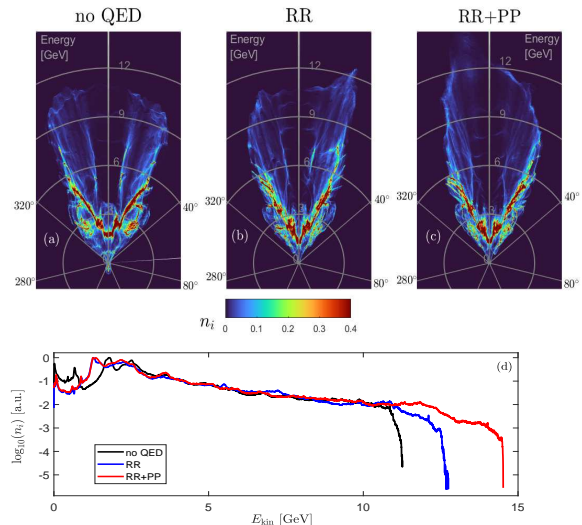 no QED RR RR+PP
Energy [GeV] 12 9 6 320° 40° (a) 280° 80°
Energy [GeV] 12 9 6 3 320° 40° (b) 280° 80°
Energy [GeV] 12 9 6 3 320° 40° (c) 280° 80°
n_i 0 0.1 0.2 0.3 0.4
(d)
log₁₀(n_i) [a.u.]
0
-1
-2
-3
-4
-5
no QED
RR
RR+PP
0 5 10 15
E_kin [GeV]